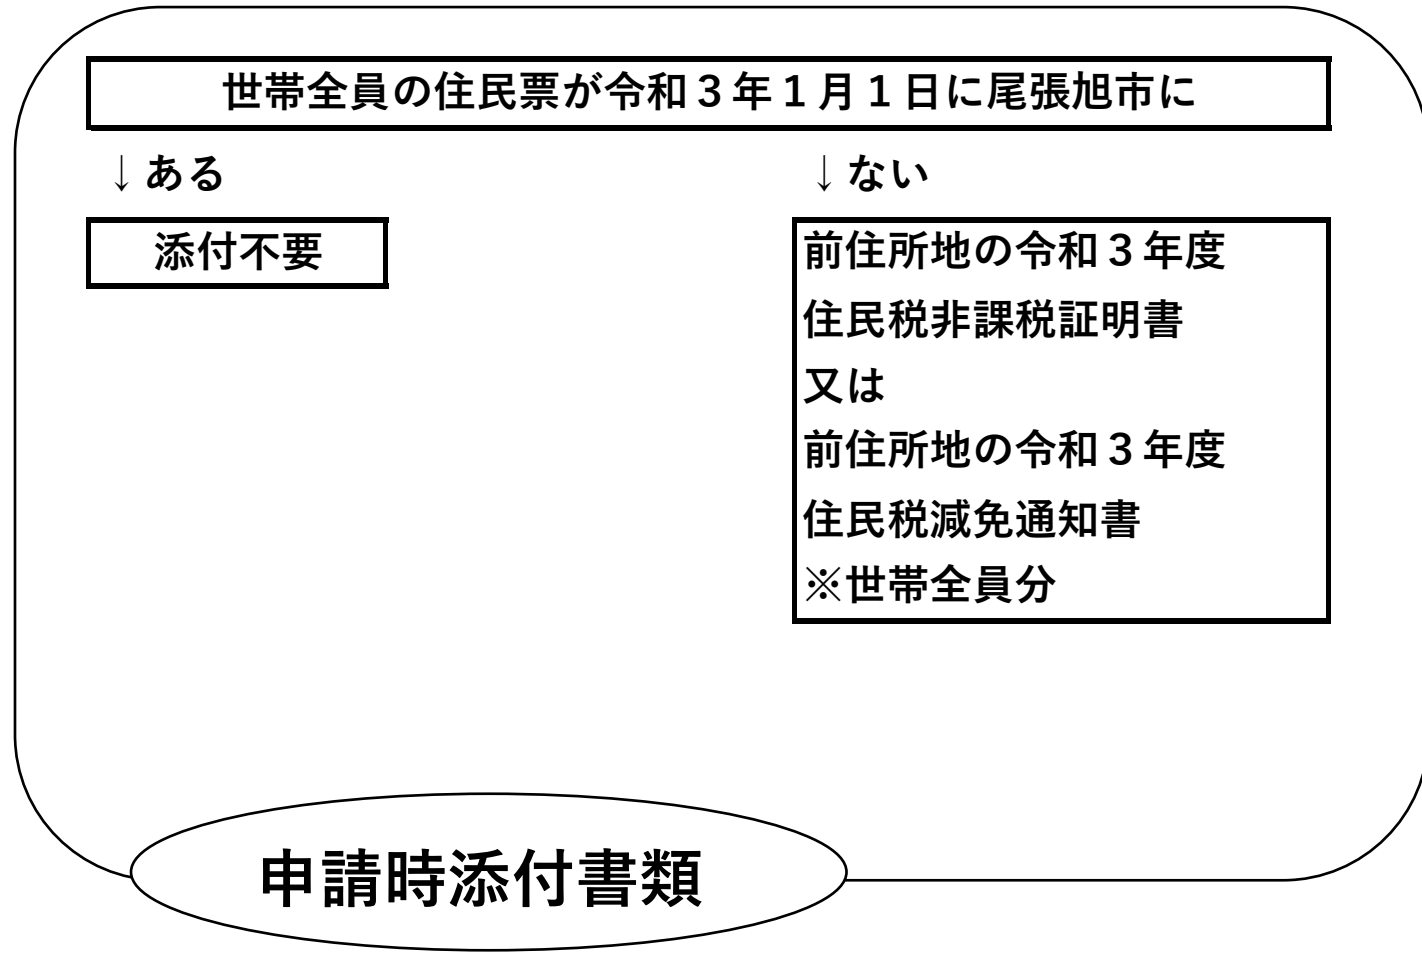 世帯全員の住民票が令和３年１月１日に尾張旭市に
↓ある
↓ない
添付不要
前住所地の令和３年度
住民税非課税証明書
又は
前住所地の令和３年度
住民税減免通知書
※世帯全員分
申請時添付書類